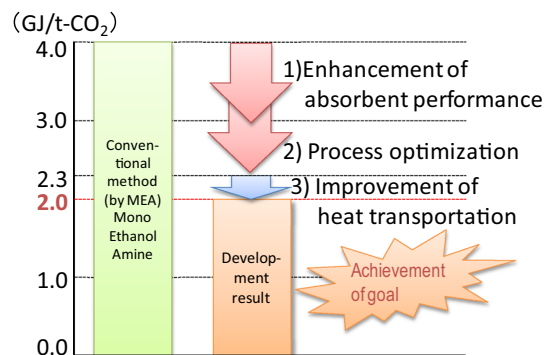 (GJ/t-CO₂)
4.0
3.0
2.3
2.0
1.0
0.0
Conven-
tional
method
(by MEA)
Mono
Ethanol
Amine
Develop-
ment
result
1)Enhancement of
absorbent performance
2) Process optimization
3) Improvement of
heat transportation
Achievement
of goal